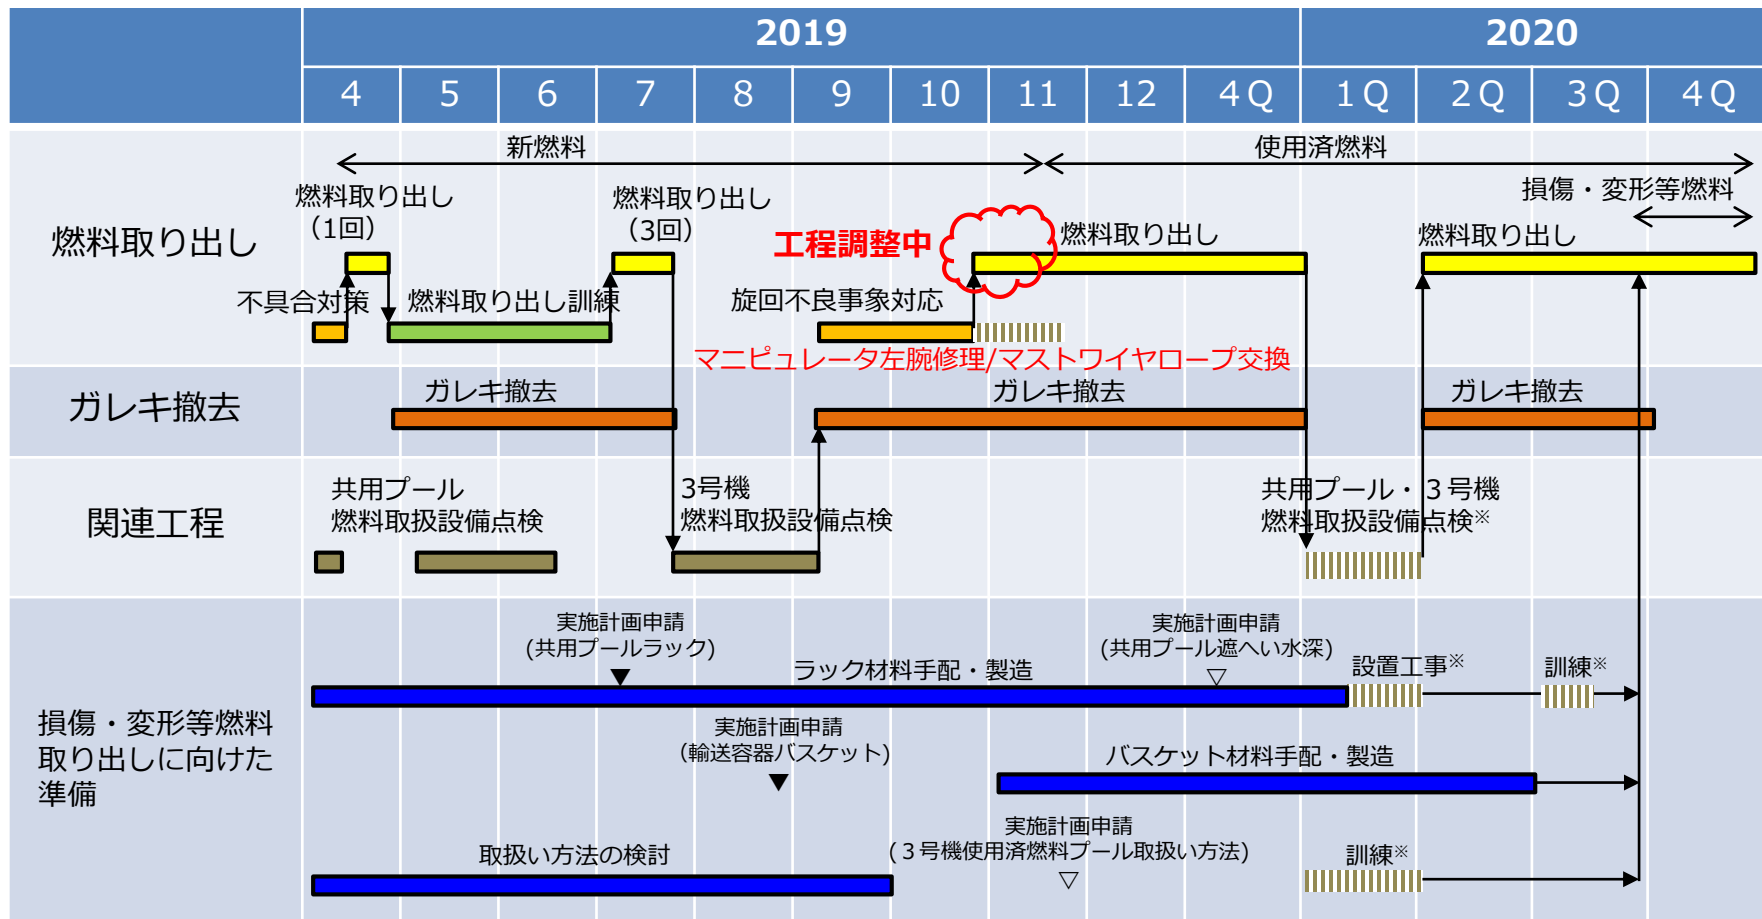 2019
2020
4
5
6
7
8
9
10
11
12
４Ｑ
１Ｑ
２Ｑ
３Ｑ
４Ｑ
燃料取り出し
新燃料
使用済燃料
損傷・変形等燃料
燃料取り出し
（1回）
燃料取り出し
（3回）
工程調整中
燃料取り出し
燃料取り出し
不具合対策
燃料取り出し訓練
旋回不良事象対応
マニピュレータ左腕修理/マストワイヤロープ交換
ガレキ撤去
ガレキ撤去
ガレキ撤去
ガレキ撤去
関連工程
共用プール
燃料取扱設備点検
3号機
燃料取扱設備点検
共用プール・３号機
燃料取扱設備点検※
損傷・変形等燃料
取り出しに向けた
準備
実施計画申請
(共用プールラック)
ラック材料手配・製造
実施計画申請
(共用プール遮へい水深)
設置工事※
訓練※
実施計画申請
(輸送容器バスケット)
バスケット材料手配・製造
取扱い方法の検討
実施計画申請
(３号機使用済燃料プール取扱い方法)
訓練※